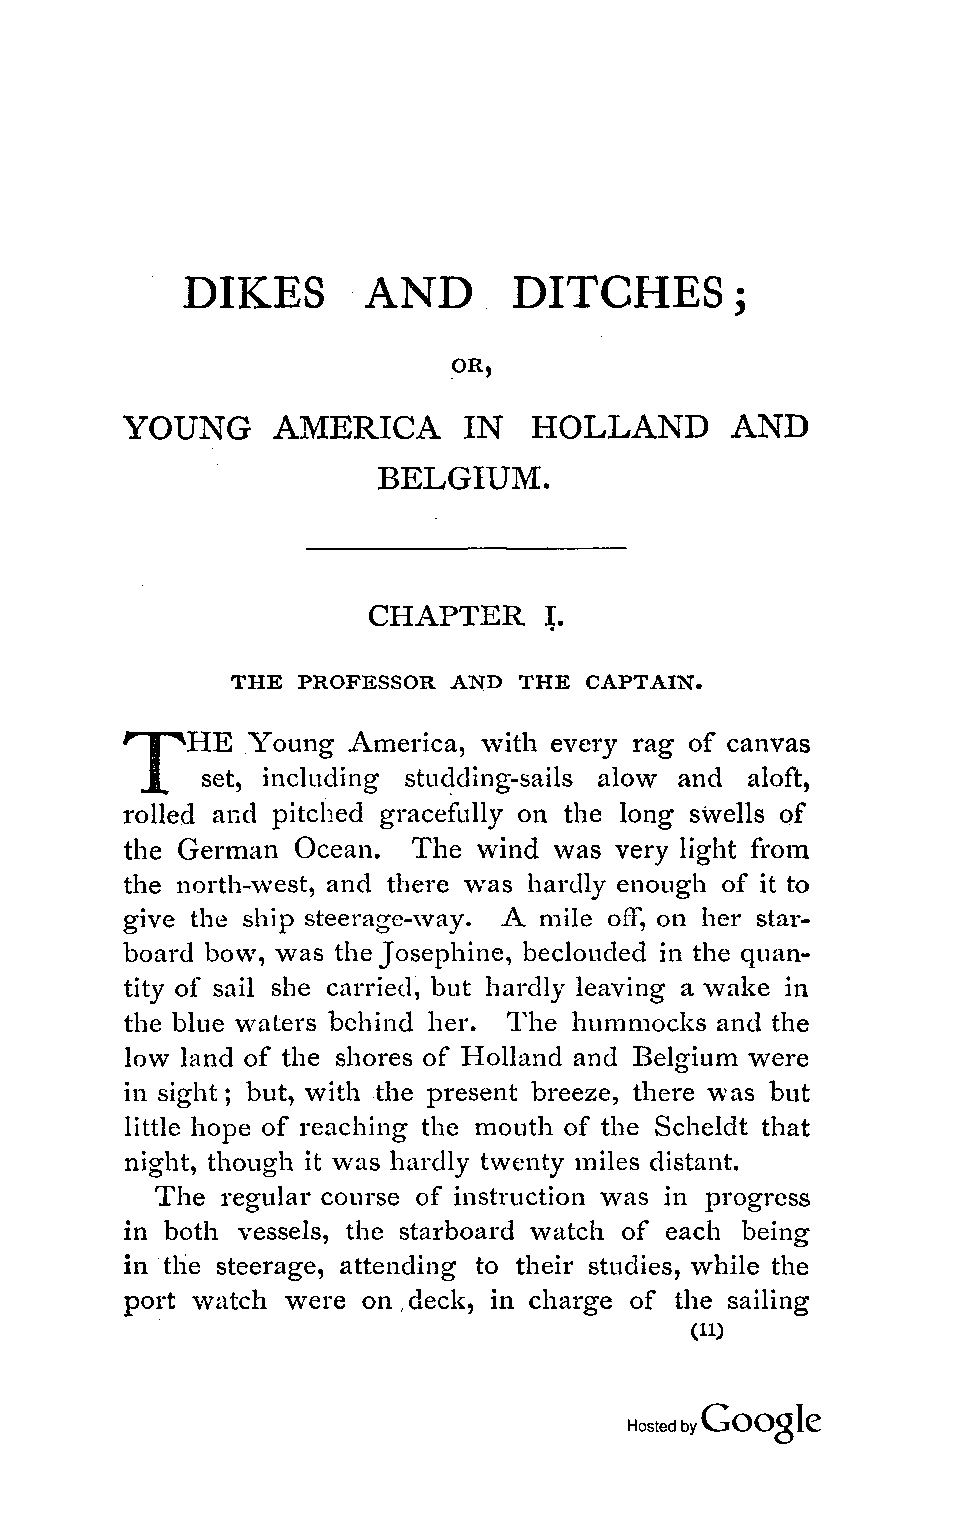 DIKES AND DITCHES;
OR,
YOUNG AMERICA IN HOLLAND AND
BELGIUM.
CHAPTER I.
THE PROFESSOR AND THE CAPTAIN.
THE Young America, with every rag of canvas
set, including studding-sails alow and aloft,
rolled and pitched gracefully on the long swells of
the German Ocean. The wind was very light from
the north-west, and there was hardly enough of it to
give the ship steerage-way. A mile off, on her star-
board bow, was the Josephine, beclouded in the quan-
tity of sail she carried, but hardly leaving a wake in
the blue waters behind her. The hummocks and the
low land of the shores of Holland and Belgium were
in sight; but, with the present breeze, there was but
little hope of reaching the mouth of the Scheldt that
night, though it was hardly twenty miles distant.
The regular course of instruction was in progress
in both vessels, the starboard watch of each being
in the steerage, attending to their studies, while the
port watch were on deck, in charge of the sailing
(11)
Hosted by Google